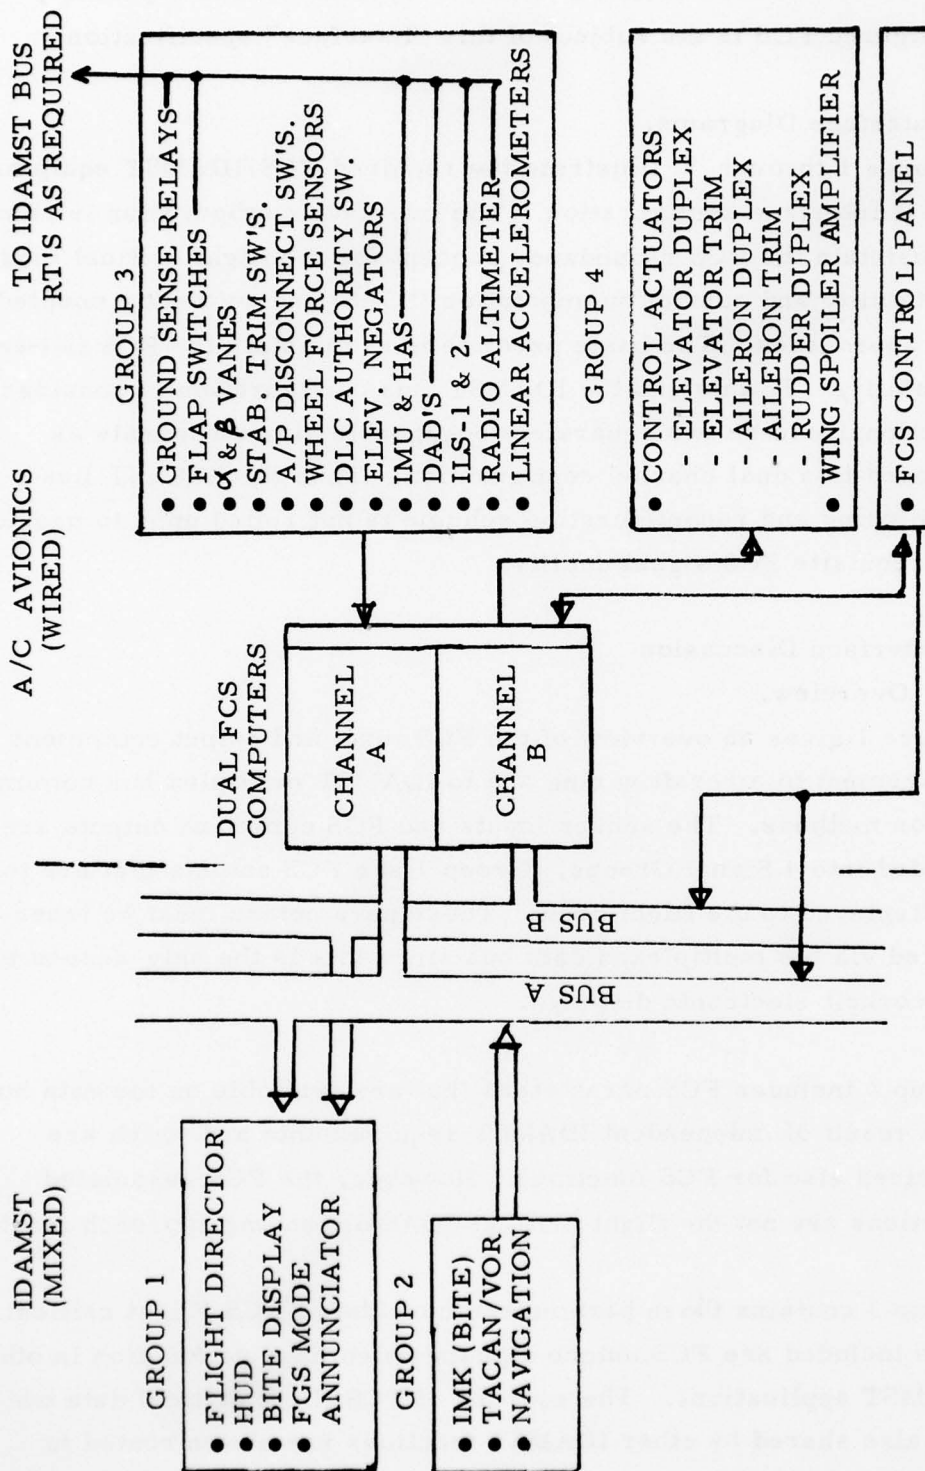 IDAMST
(MIXED)
A/C AVIONICS
(WIRED)
TO IDAMST BUS
RTS AS REQUIRED
GROUP 1
• FLIGHT DIRECTOR
• HUD
• BITE DISPLAY
• FGS MODE
ANNUNCIATOR
GROUP 2
• IMK BITE)
• TACAN/VOR
• NAVIGATION
BUS A
BUS B
DUAL FCS
COMPUTERS
CHANNEL
A
CHANNEL
B
GROUP 3
• GROUND SENSE RELAYS
• FLAP SWITCHES
• α & β VANES
• STAB TRIM SW'S.
• A/P DISCONNECT SW'S.
• WHEEL FORCE SENSORS
• DLC AUTHORITY SW.
• ELEV NEGATORS
• IMS & HAS
• CAD'S
• ILS 1 & 2
• RADIO ALTIMETER
• LINEAR ACCELEROMETERS
GROUP 4
• CONTROL ACTUATORS
- ELEVATOR DUPLEX
- ELEVATOR TRIM
- AILERON DUPLEX
- AILERON TRIM
- RUDDER DUPLEX
• WING SPOILER AMPIFIER
• FCS CONTROL PANEL